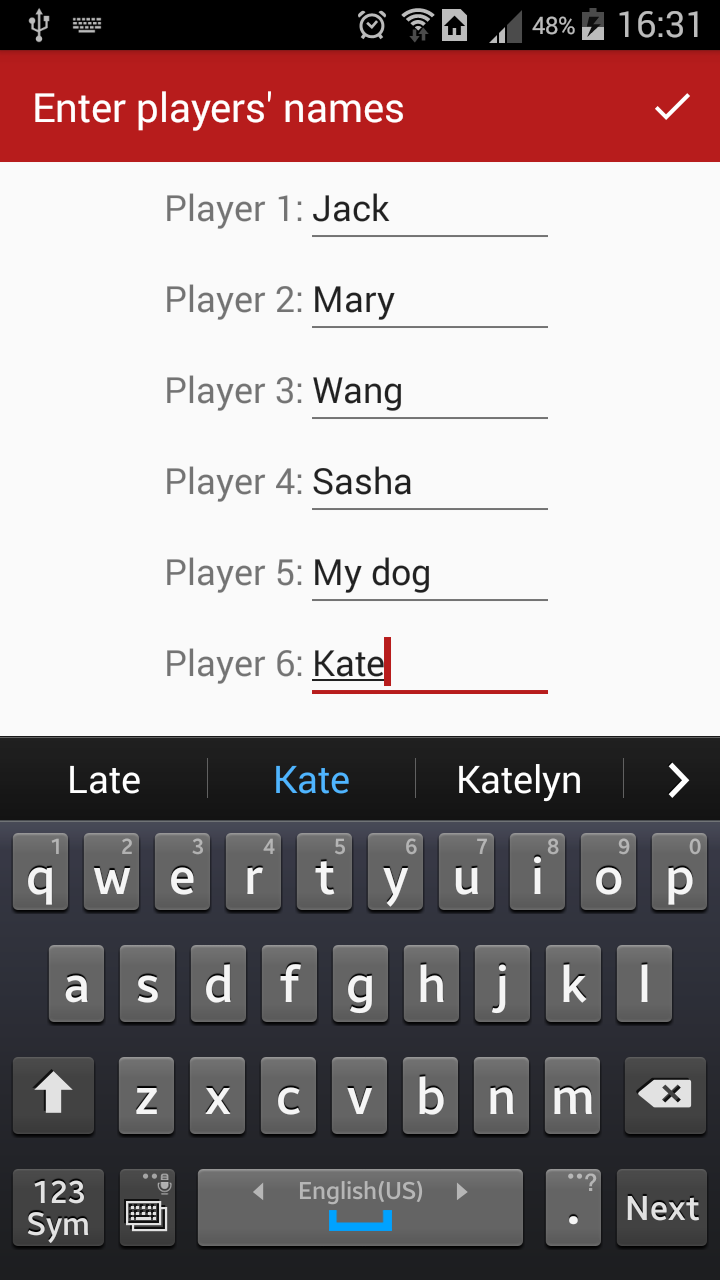 48% 16:31
Enter players' names
Player 1: Jack
Player 2: Mary
Player 3: Wang
Player 4: Sasha
Player 5: My dog
Player 6: Kate
Late Kate Katelyn
1 2 3 4 5 6 7 8 9 0
q w e r t y u i o p
a s d f g h j k l
z x c v b n m
123 Sym English(US) . ? Next